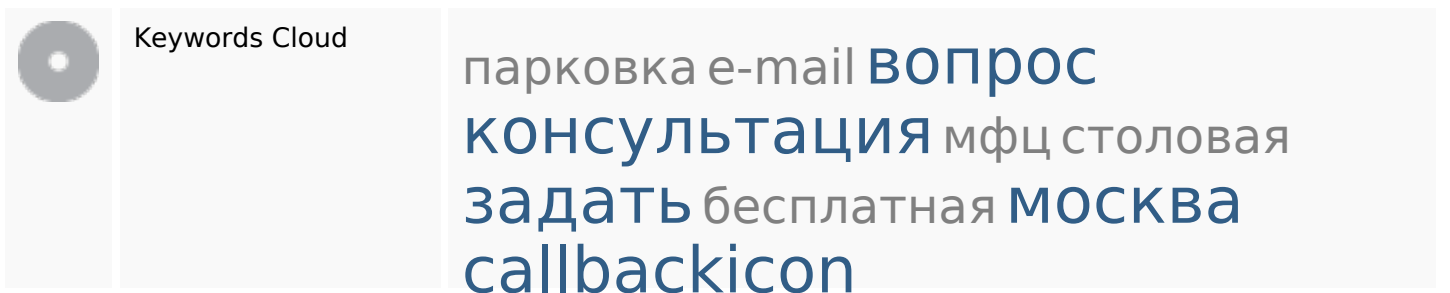 Keywords Cloud
парковка e-mail вопрос
консультация мфц столовая
задать бесплатная москва
callbackicon